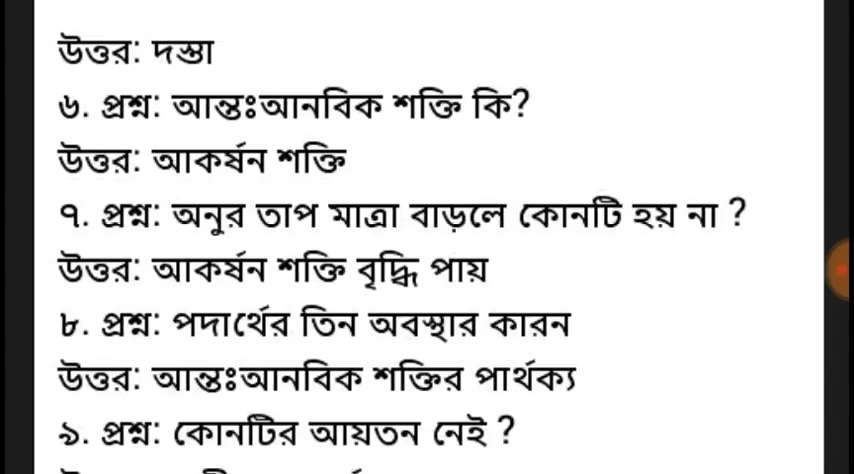 উত্তর: দস্তা
৬. প্রশ্ন: আন্তঃআনবিক শক্তি কি?
উত্তর: আকর্ষন শক্তি
৭. প্রশ্ন: অনুর তাপ মাত্রা বাড়লে কোনটি হয় না ?
উত্তর: আকর্ষন শক্তি বৃদ্ধি পায়
৮. প্রশ্ন: পদার্থের তিন অবস্থার কারন
উত্তর: আন্তঃআনবিক শক্তির পার্থক্য
৯. প্রশ্ন: কোনটির আয়তন নেই ?